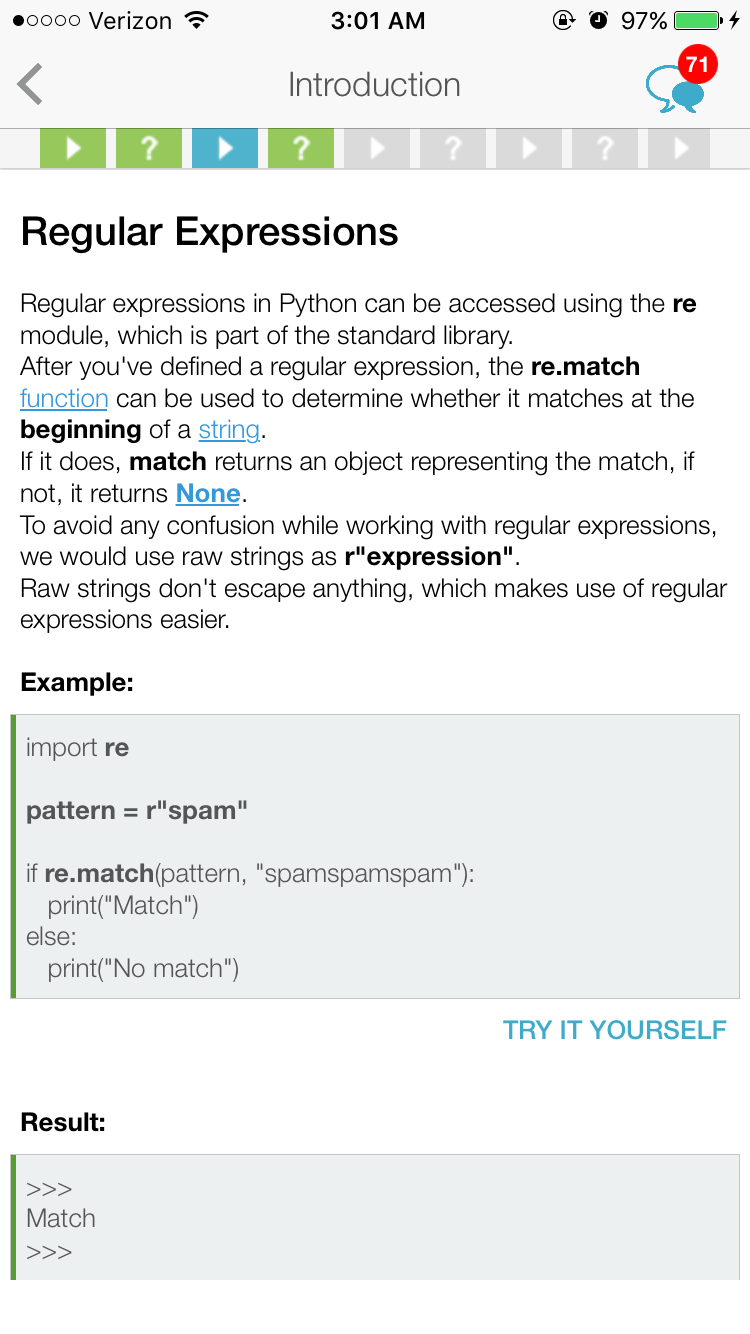 Verizon 3:01 AM 97%
Introduction
71
? ? ? ?
Regular Expressions
Regular expressions in Python can be accessed using the re
module, which is part of the standard library.
After you've defined a regular expression, the re.match
function can be used to determine whether it matches at the
beginning of a string.
If it does, match returns an object representing the match, if
not, it returns None.
To avoid any confusion while working with regular expressions,
we would use raw strings as r"expression".
Raw strings don't escape anything, which makes use of regular
expressions easier.
Example:
import re
pattern = r"spam"
if re.match(pattern, "spamspamspam"):
   print("Match")
else:
   print("No match")
TRY IT YOURSELF
Result:
>>>
Match
>>>